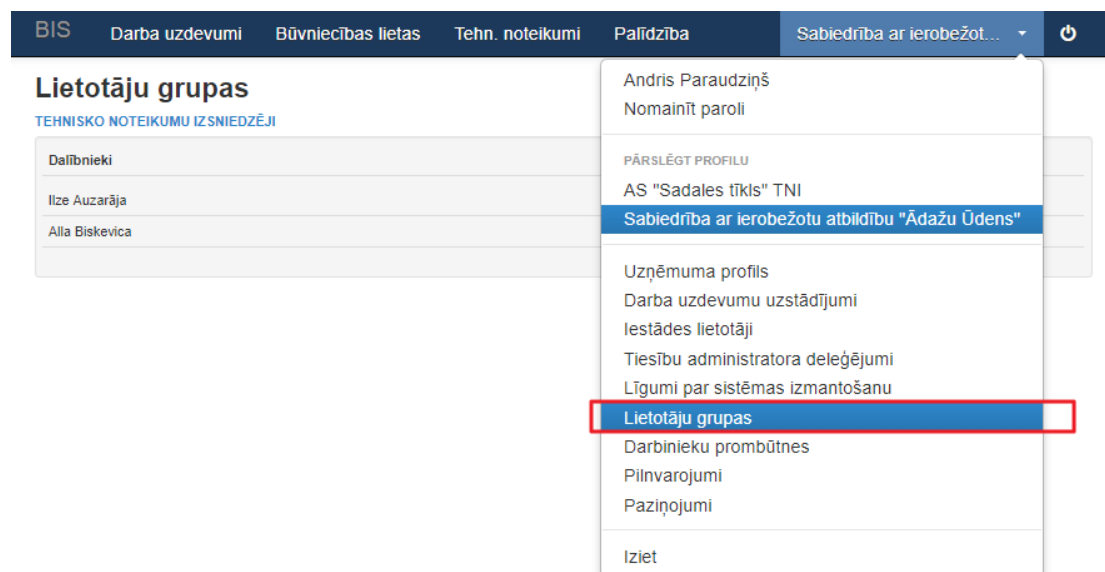 BIS Darba uzdevumi Būvniecības lietas Tehn. noteikumi Palīdzība Sabiedrība ar ierobežot...
Lietotāju grupas
TEHNISKO NOTEIKUMU IZSNIEDZĒJI
Dalībnieki
Ilze Auzarāja
Alla Biskevica
Andris Paraudziņš
Nomainīt paroli
PĀRSLĒGT PROFILU
AS "Sadales tīkls" TNI
Sabiedrība ar ierobežotu atbildību "Ādažu Ūdens"
Uzņēmuma profils
Darba uzdevumu uzstādījumi
Iestādes lietotāji
Tiesību administratora deleģējumi
Līgumi par sistēmas izmantošanu
Lietotāju grupas
Darbinieku prombūtnes
Pilnvarojumi
Paziņojumi
Iziet